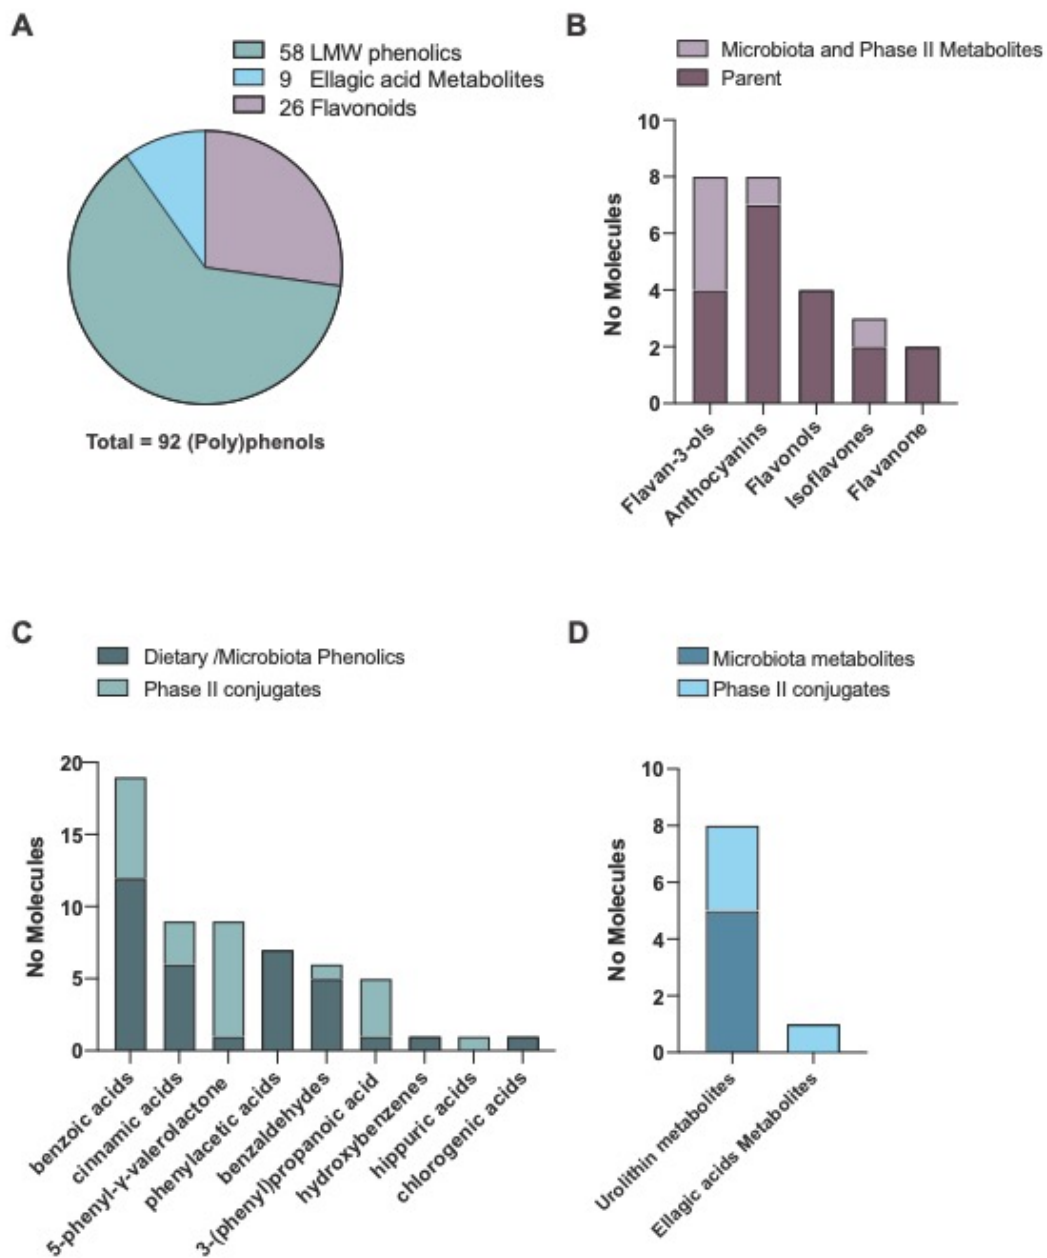 A
58 LMW phenolics
9 Ellagic acid Metabolites
26 Flavonoids
Total = 92 (Poly)phenols
B
Microbiota and Phase II Metabolites
Parent
No Molecules
10
8
6
4
2
0
Flavan-3-ols
Anthocyanins
Flavonols
Isoflavones
Flavanone
C
Dietary /Microbiota Phenolics
Phase II conjugates
No Molecules
20
15
10
5
0
benzoic acids
cinnamic acids
5-phenyl-γ-valerolactone
phenylacetic acids
benzaldehydes
3-(phenyl)propanoic acid
hydroxybenzenes
hippuric acids
chlorogenic acids
D
Microbiota metabolites
Phase II conjugates
No Molecules
10
8
6
4
2
0
Urolithin metabolites
Ellagic acids Metabolites